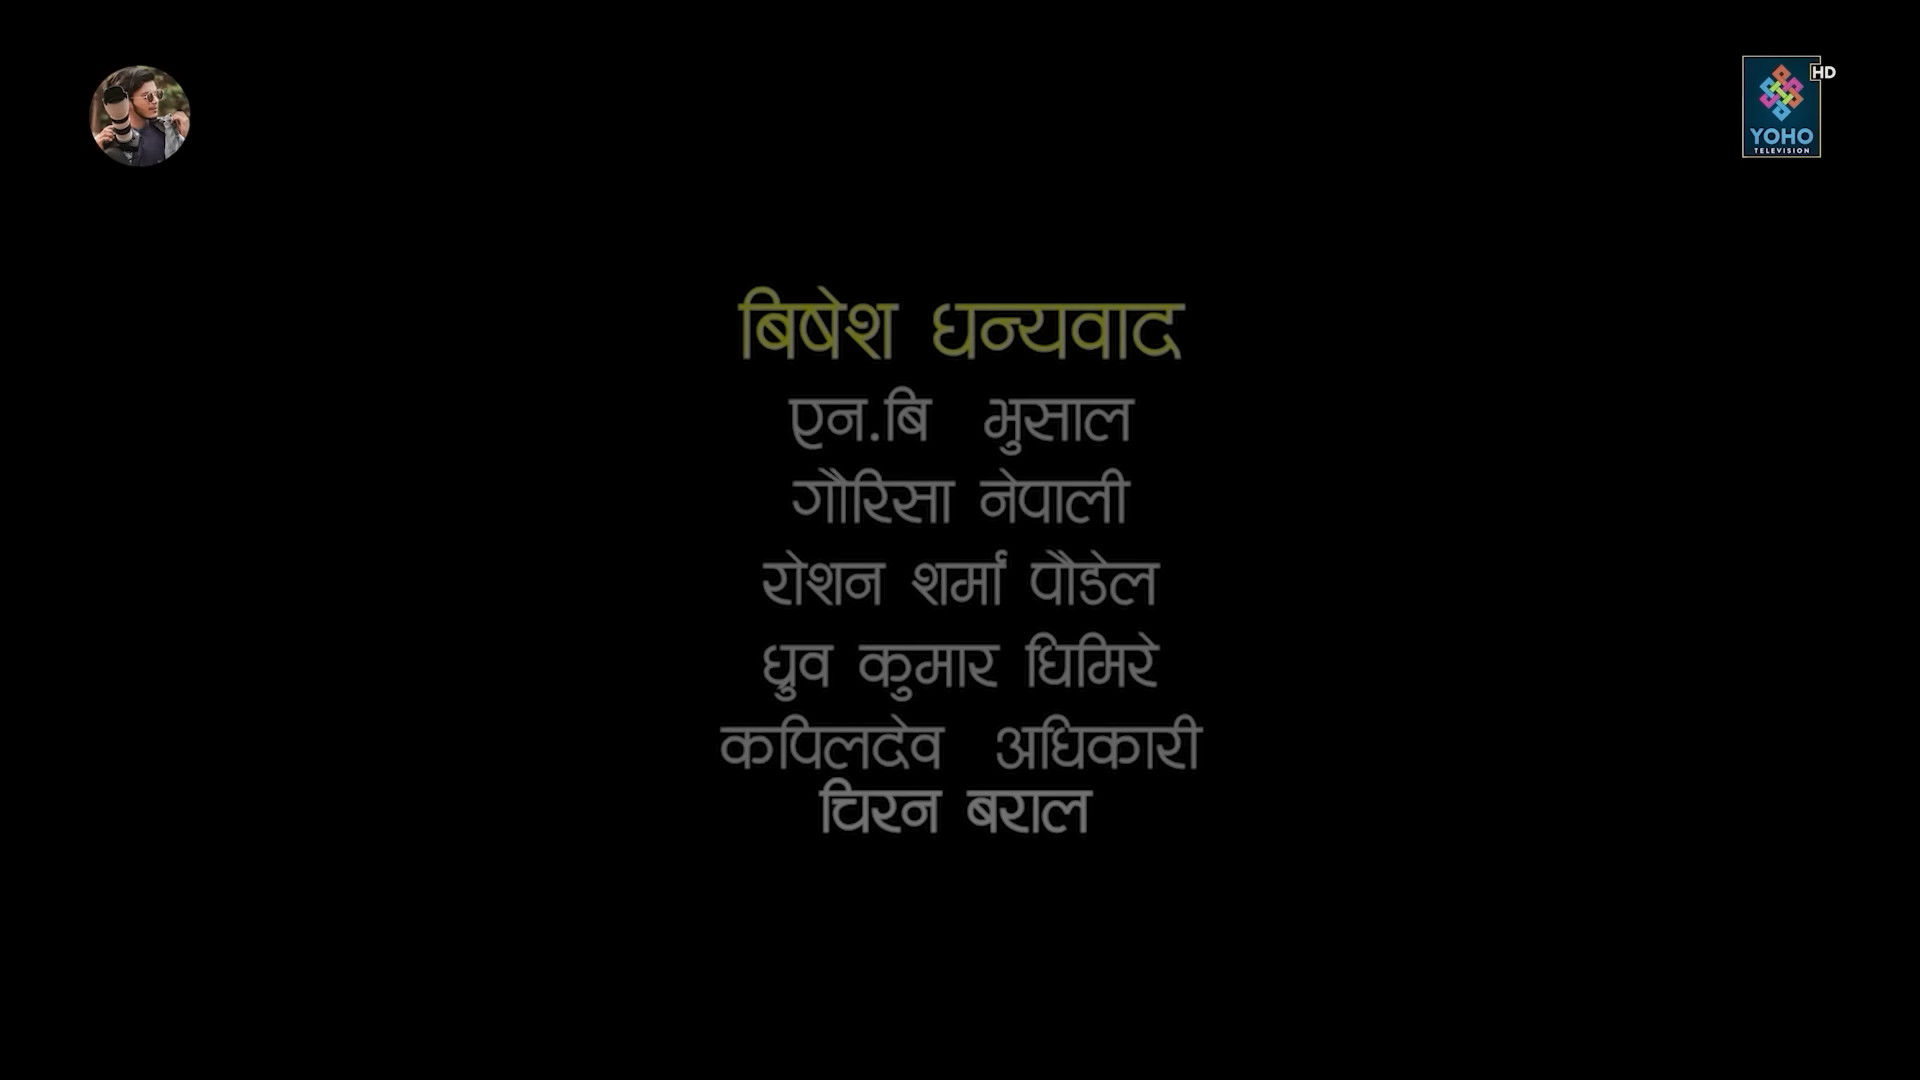 HD
YOHO
TELEVISION
बिषेश धन्यवाद
एन.बि भुसाल
गौरिसा नेपाली
रोशन शर्मा पौडेल
ध्रुव कुमार घिमिरे
कपिलदेव अधिकारी
चिरन बराल